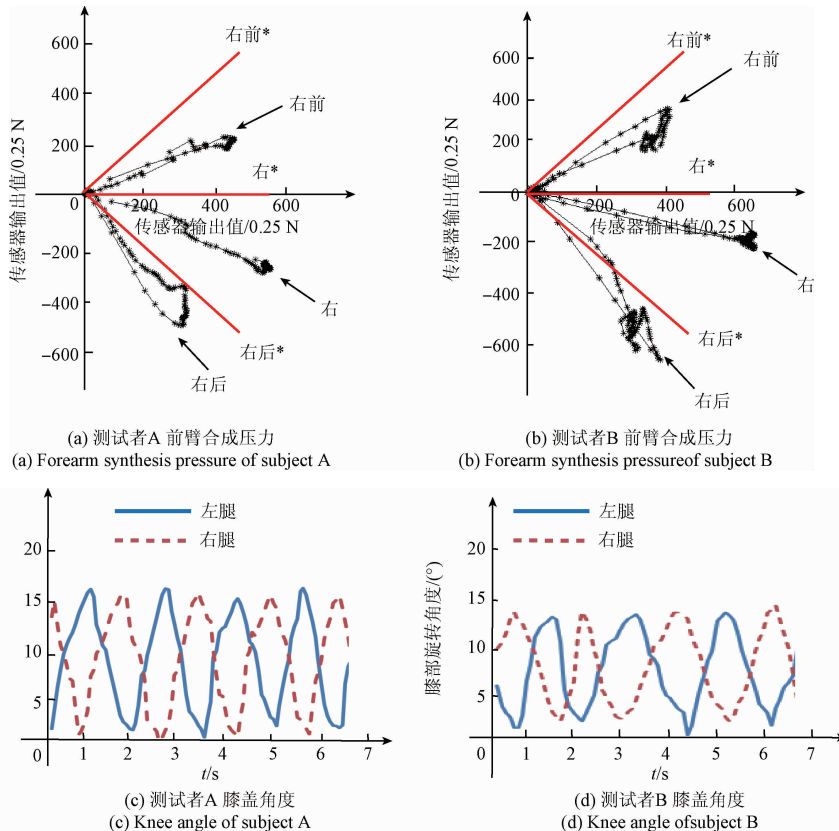 600
400
200
0
-200
-400
-600
200
400
600
传感器输出值/0.25 N
传感器输出值/0.25 N
右前*
右前
右*
右
右后*
右后
(a) 测试者A 前臂合成压力
(a) Forearm synthesis pressure of subject A
600
400
200
0
-200
-400
-600
200
400
600
传感器输出值/0.25 N
传感器输出值/0.25 N
右前*
右前
右*
右
右后*
右后
(b) 测试者B 前臂合成压力
(b) Forearm synthesis pressureof subject B
左腿
右腿
20
15
10
5
0
1 2 3 4 5 6 7
t/s
(c) 测试者A 膝盖角度
(c) Knee angle of subject A
左腿
右腿
膝部旋转角度/(°)
20
15
10
5
0
1 2 3 4 5 6 7
t/s
(d) 测试者B 膝盖角度
(d) Knee angle ofsubject B